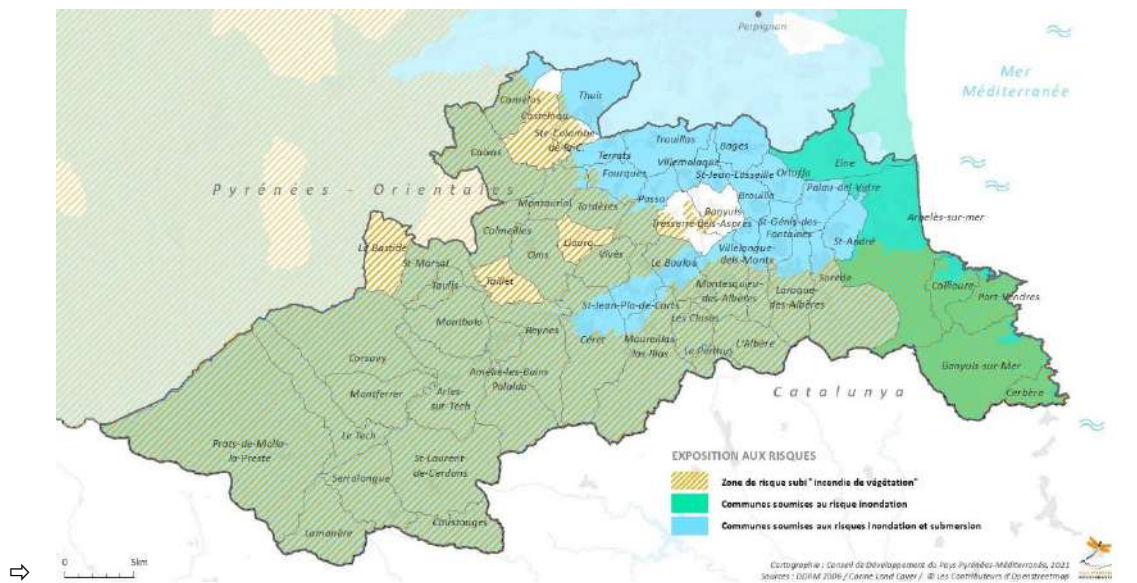 Perpignan
Mer
Méditerranée
Camélas
Thuir
Castelnou
Ste-Colombe
de la C.
Caixas
Terrats
Trouillas
Bages
Villemolaque
Fourques
St-Jean-Lasseille
Ortaffa
Elne
Palau-del-Vidre
Pyrénées - Orientales
Montauriol
Tordères
Passa
Banyuls
Brouilla
Tresserre dels-Aspres
St-Génis-des-
Fontaines
Argelès-sur-mer
Calmeilles
Llauro
Oms
Vivès
Le Boulou
Villelongue-
dels-Monts
St-André
La Bastide
St-Marsal
Taulis
Taillet
Sorède
Montesquieu-
des-Albères
Laroque-
des-Albères
Collioure
Port-Vendres
St-Jean-Pla-de-Corts
Les Cluses
Montbolo
Reynes
Céret
Maureillas
-las-Illas
Le Perthus
L'Albère
Banyuls-sur-Mer
Cerbère
Corsavy
Amélie-les-Bains
Palalda
Montferrer
Arles-
sur-Tech
Catalunya
Prats-de-Mollo-
la-Preste
Le Tech
St-Laurent
-de-Cerdans
Serralongue
Lamanère
Coustouges
EXPOSITION AUX RISQUES
Zone de risque subi "incendie de végétation"
Communes soumises au risque inondation
Communes soumises aux risques inondation et submersion
0 5km
Cartographie : Conseil de Développement du Pays Pyrénées-Méditerranée, 2021
Sources : DDRM 2006 / Corine Land Cover / © Les Contributeurs d'Openstreetmap